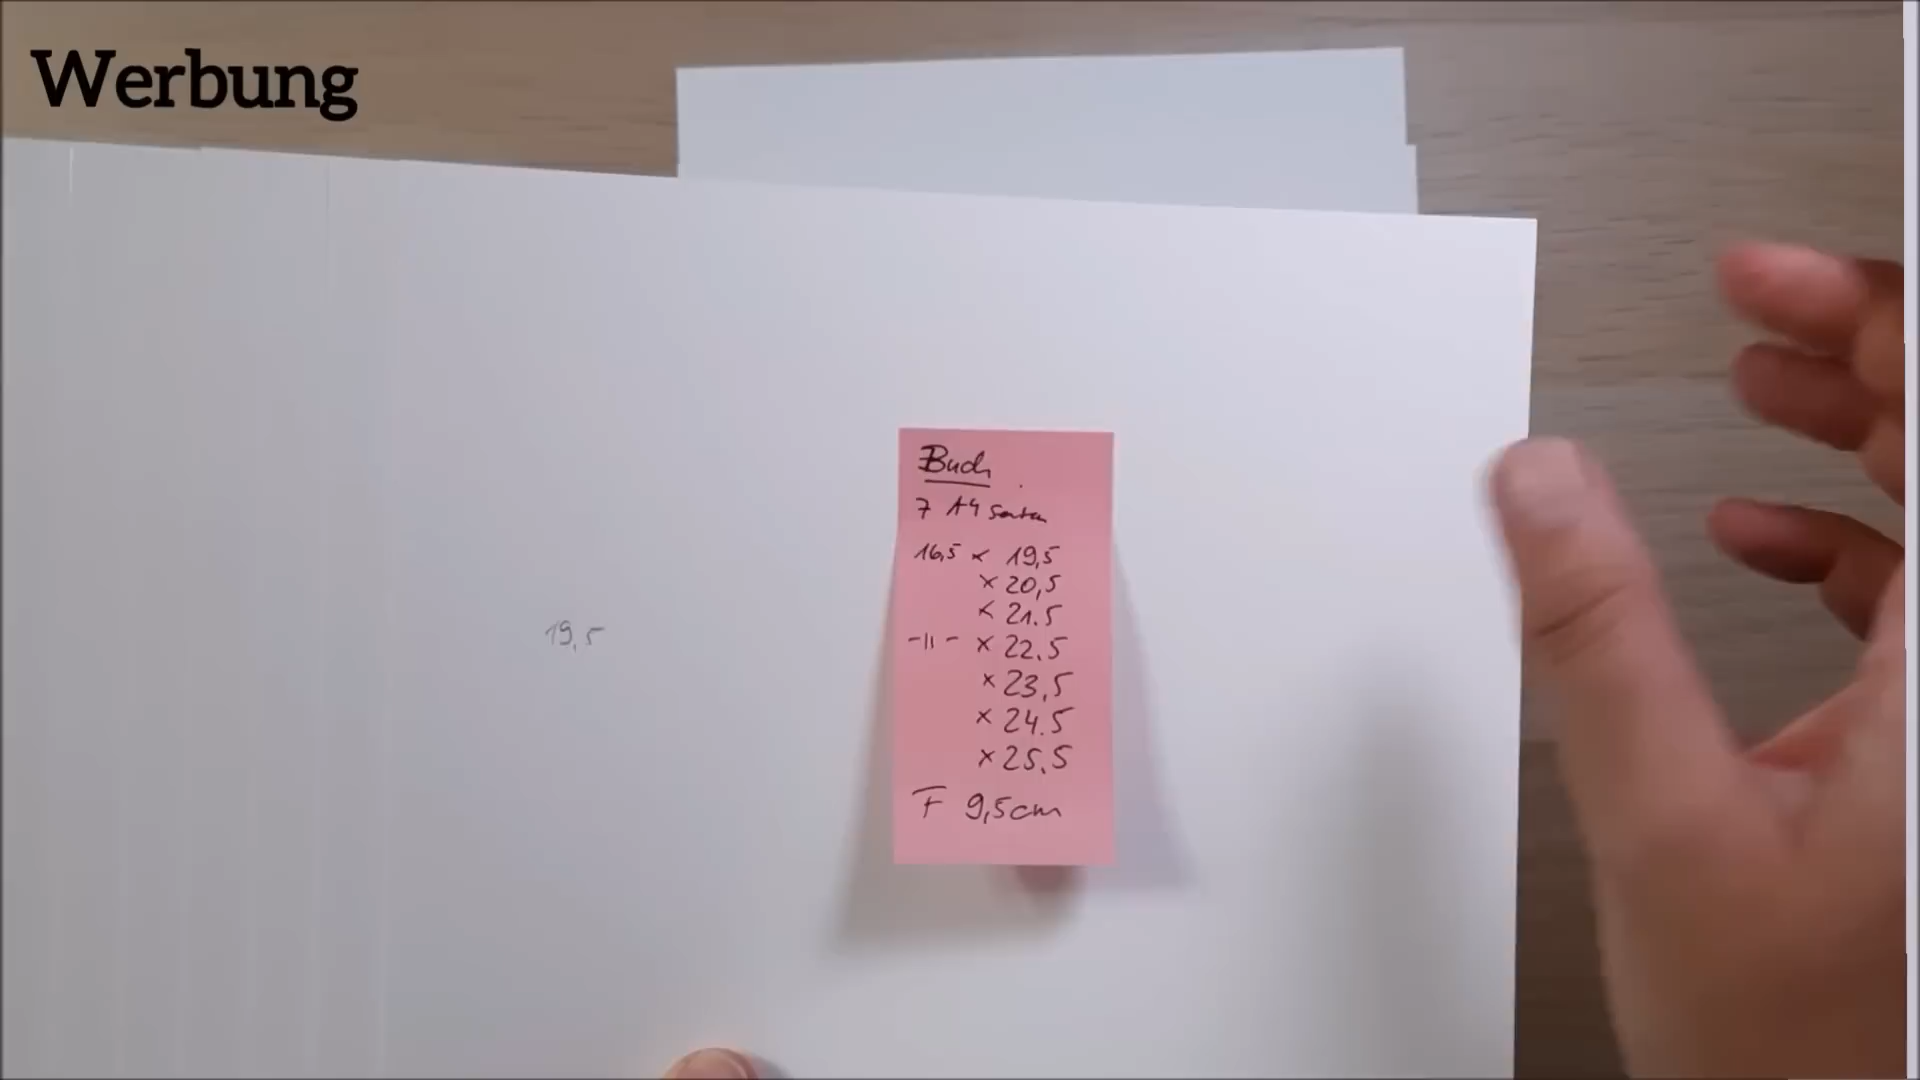 Werbung
Buch
7 A4 Seiten
16,5 x 19,5
x 20,5
x 21.5
-11- x 22.5
x 23,5
x 24.5
x 25.5
F 9,5cm
19,5